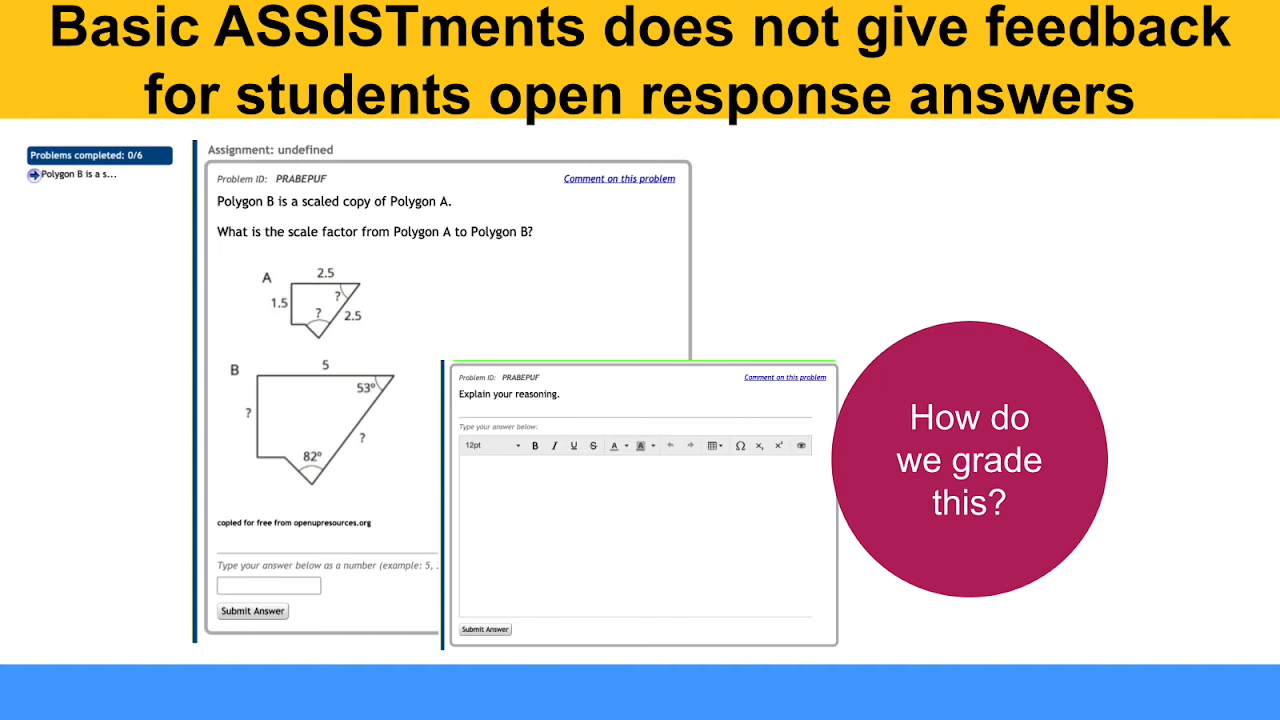 Basic ASSISTments does not give feedback
for students open response answers
Problems completed: 0/6
Polygon B is a s...
Assignment: undefined
Problem ID: PRABEPUF
Comment on this problem
Polygon B is a scaled copy of Polygon A.
What is the scale factor from Polygon A to Polygon B?
A
2.5
1.5
?
?
2.5
B
5
53º
?
?
82º
copied for free from openupresources.org
Type your answer below as a number (example: 5, .
Submit Answer
Problem ID: PRABEPUF
Comment on this problem
Explain your reasoning.
Type your answer below:
12pt B I U S A A Ω x, x²
Submit Answer
How do
we grade
this?